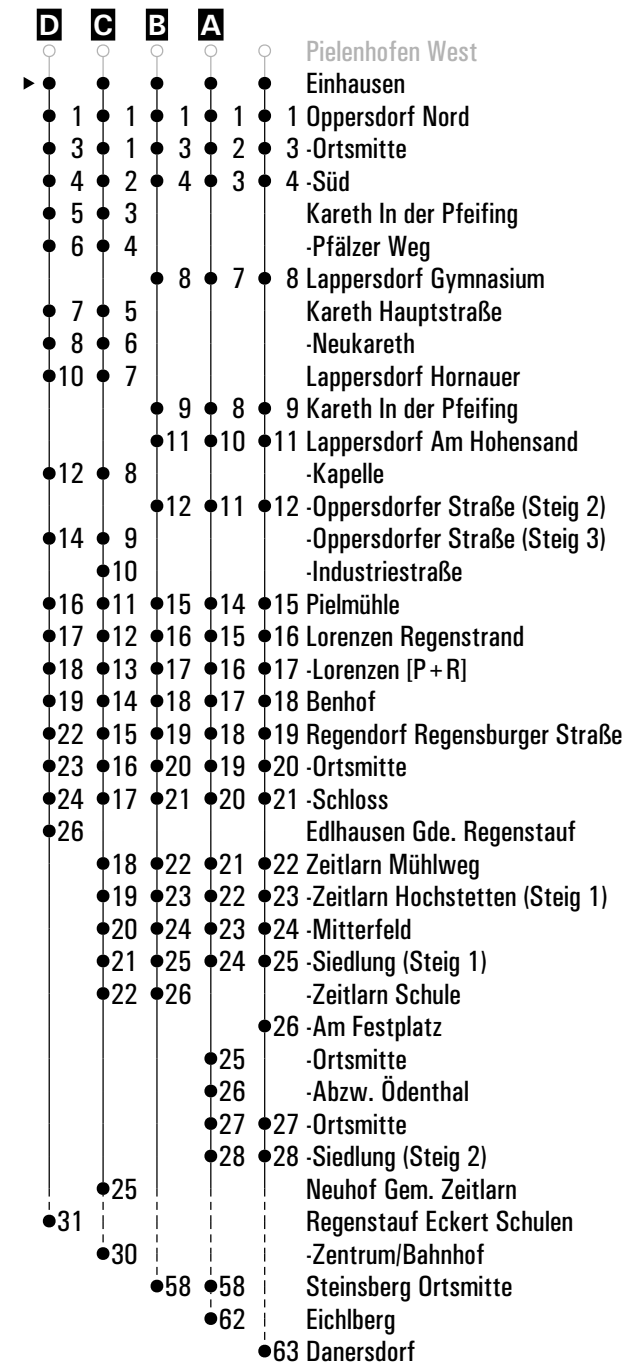 D C B A
Pielenhofen West
Einhausen
1 1 1 1 1 Oppersdorf Nord
3 1 3 2 3 -Ortsmitte
4 2 4 3 4 -Süd
5 3 Kareth In der Pfeifing
6 4 -Pfälzer Weg
8 7 8 Lappersdorf Gymnasium
7 5 Kareth Hauptstraße
8 6 -Neukareth
10 7 Lappersdorf Hornauer
9 8 9 Kareth In der Pfeifing
11 10 11 Lappersdorf Am Hohensand
12 8 -Kapelle
12 11 12 -Oppersdorfer Straße (Steig 2)
14 9 -Oppersdorfer Straße (Steig 3)
10 -Industriestraße
16 11 15 14 15 Pielmühle
17 12 16 15 16 Lorenzen Regenstrand
18 13 17 16 17 -Lorenzen [P+R]
19 14 18 17 18 Benhof
22 15 19 18 19 Regendorf Regensburger Straße
23 16 20 19 20 -Ortsmitte
24 17 21 20 21 -Schloss
26 Edlhausen Gde. Regenstauf
18 22 21 22 Zeitlarn Mühlweg
19 23 22 23 -Zeitlarn Hochstetten (Steig 1)
20 24 23 24 -Mitterfeld
21 25 24 25 -Siedlung (Steig 1)
22 26 -Zeitlarn Schule
26 -Am Festplatz
25 -Ortsmitte
26 -Abzw. Ödenthal
27 27 -Ortsmitte
28 28 -Siedlung (Steig 2)
25 Neuhof Gem. Zeitlarn
31 Regenstauf Eckert Schulen
30 -Zentrum/Bahnhof
58 58 Steinsberg Ortsmitte
62 Eichlberg
63 Danersdorf